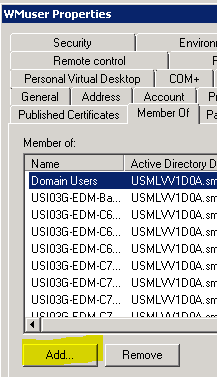 WMuser Properties
Security Environ
Remote control
Personal Virtual Desktop COM+
General Address Account
Published Certificates Member Of Pa
Member of:
Name Active Directory D
Domain Users USMLVV1D0A.sm
USI03G-EDM-Ba... USMLVV1D0A.sm
USI03G-EDM-C6... USMLVV1D0A.sm
USI03G-EDM-C6... USMLVV1D0A.sm
USI03G-EDM-C6... USMLVV1D0A.sm
USI03G-EDM-C7... USMLVV1D0A.sm
USI03G-EDM-C7... USMLVV1D0A.sm
USI03G-EDM-C7... USMLVV1D0A.sm
Add... Remove